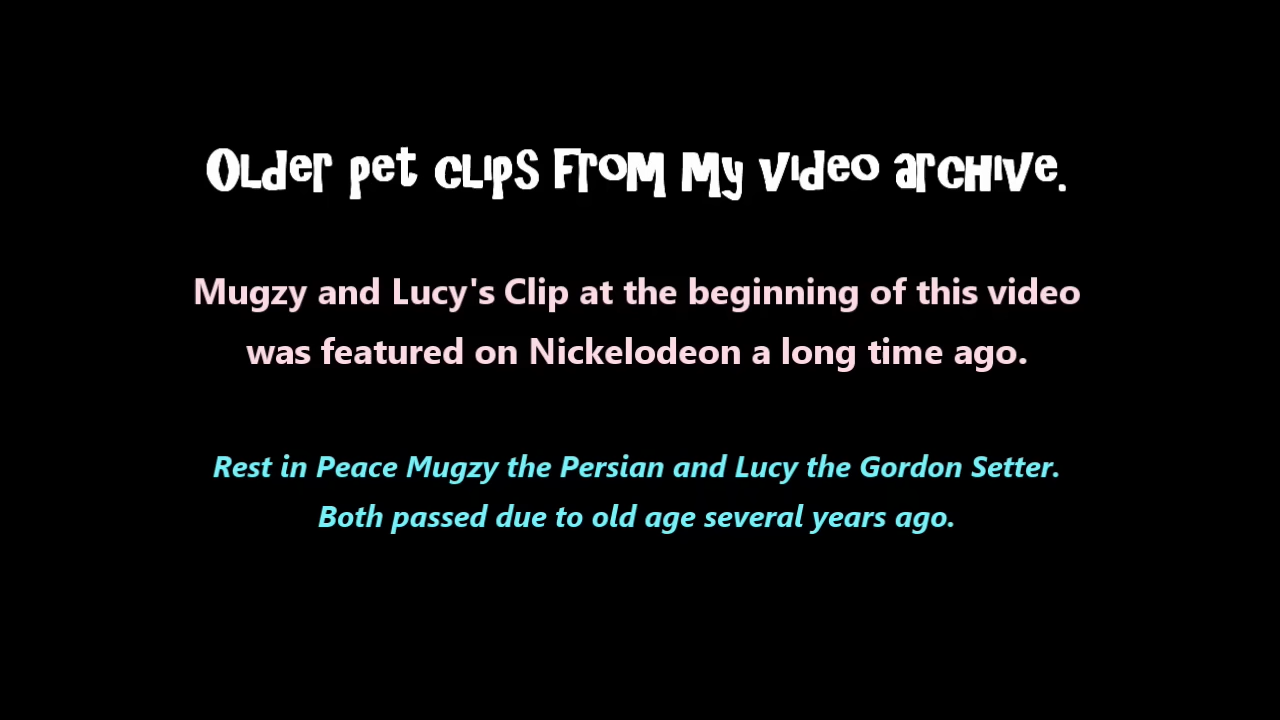 Older pet clips from my video archive.
Mugzy and Lucy's Clip at the beginning of this video
was featured on Nickelodeon a long time ago.
Rest in Peace Mugzy the Persian and Lucy the Gordon Setter.
Both passed due to old age several years ago.